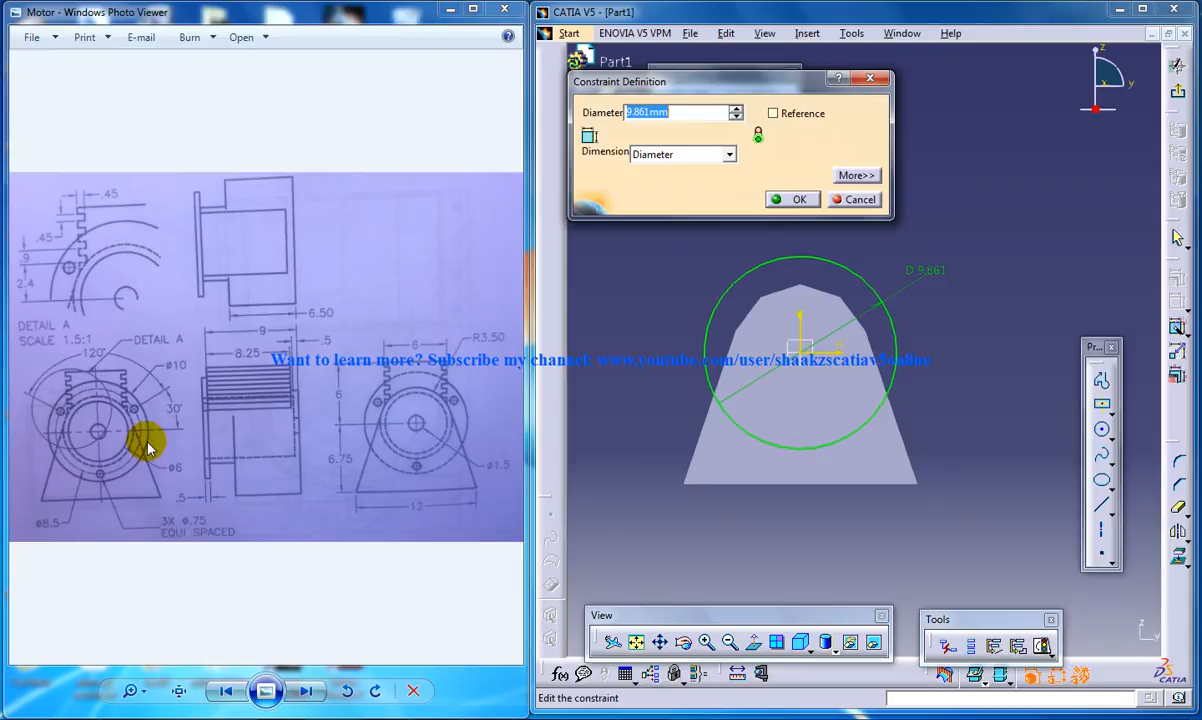 Motor - Windows Photo Viewer
File Print E-mail Burn Open
.45
.45
.9
2.4
6.50
DETAIL A
SCALE 1.5:1
DETAIL A
120°
ø10
30°
ø6
ø8.5
3X ø.75
EQUI SPACED
9
8.25
.5
.5
R3.50
6
6
6.75
ø1.5
12
Want to learn more? Subscribe my channel: www.youtube.com/user/shaakzscatiav5online
CATIA V5 - [Part1]
Start ENOVIA V5 VPM File Edit View Insert Tools Window Help
Part1
Constraint Definition
Diameter 9.861mm
Reference
Dimension Diameter
More>>
OK Cancel
D 9,861
z
x
y
H
Pr...
View
Tools
f(x)
Edit the constraint
DASSAULT SYSTEMES